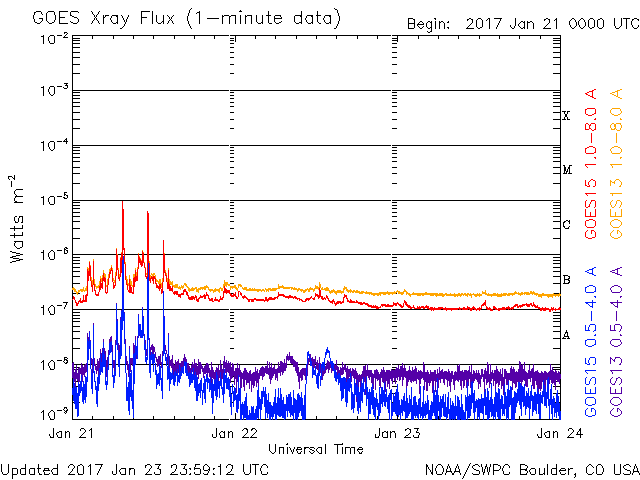 GOES Xray Flux (1-minute data)
Begin: 2017 Jan 21 0000 UTC
10-2
10-3
10-4
10-5
10-6
10-7
10-8
10-9
Watts m-2
X
M
C
B
A
GOES15 1.0-8.0 A
GOES13 1.0-8.0 A
GOES15 0.5-4.0 A
GOES13 0.5-4.0 A
Jan 21 Jan 22 Jan 23 Jan 24
Universal Time
Updated 2017 Jan 23 23:59:12 UTC
NOAA/SWPC Boulder, CO USA